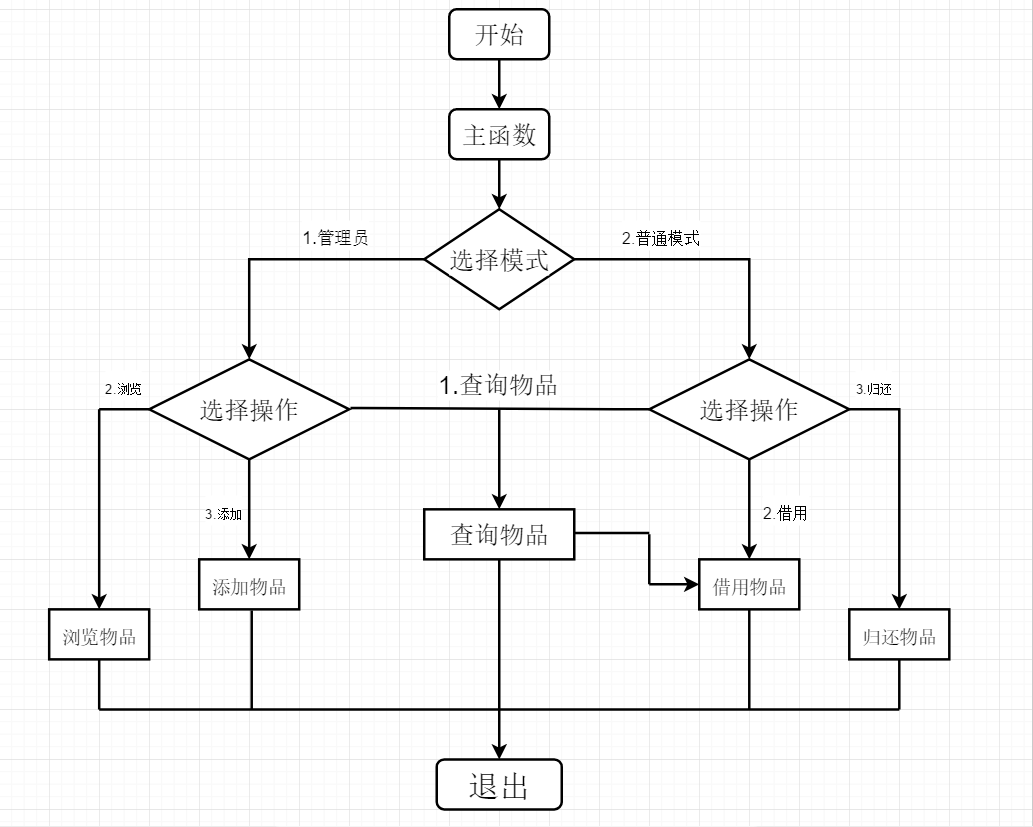 开始
主函数
1.管理员
2.普通模式
选择模式
2.浏览
1.查询物品
3.归还
选择操作
选择操作
3.添加
2.借用
查询物品
添加物品
借用物品
浏览物品
归还物品
退出